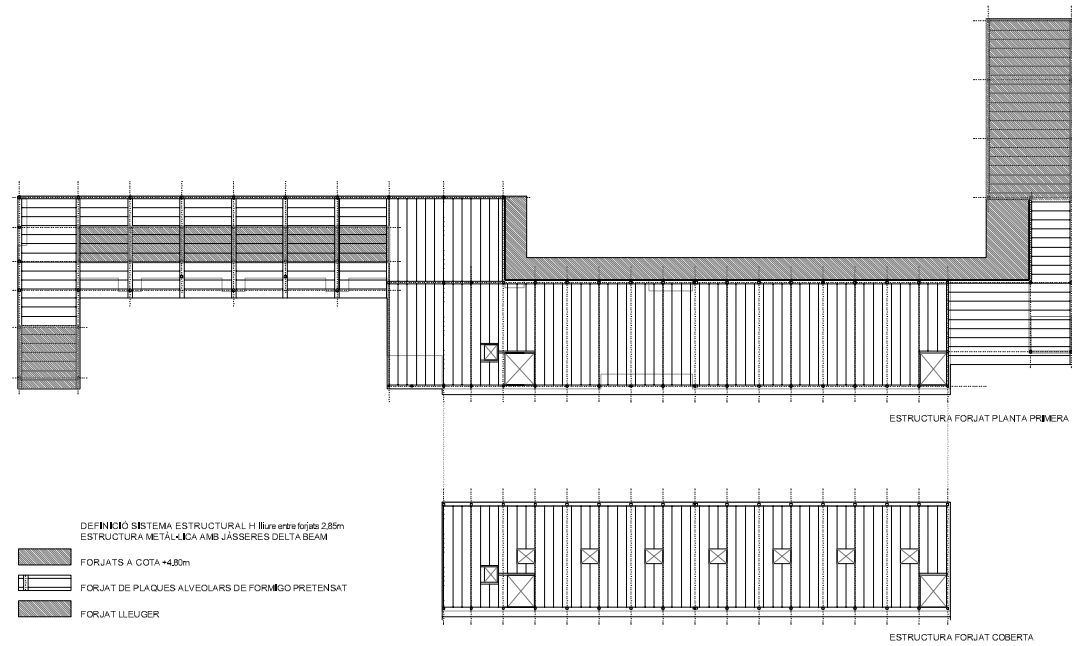 ESTRUCTURA FORJAT PLANTA PRIMERA
DEFINICIÓ SISTEMA ESTRUCTURAL H lliure entre forjats 2,85m
ESTRUCTURA METÀL·LICA AMB JÀSSERES DELTA BEAM
FORJATS A COTA +4.80m
FORJAT DE PLAQUES ALVEOLARS DE FORMIGO PRETENSAT
FORJAT LLEUGER
ESTRUCTURA FORJAT COBERTA